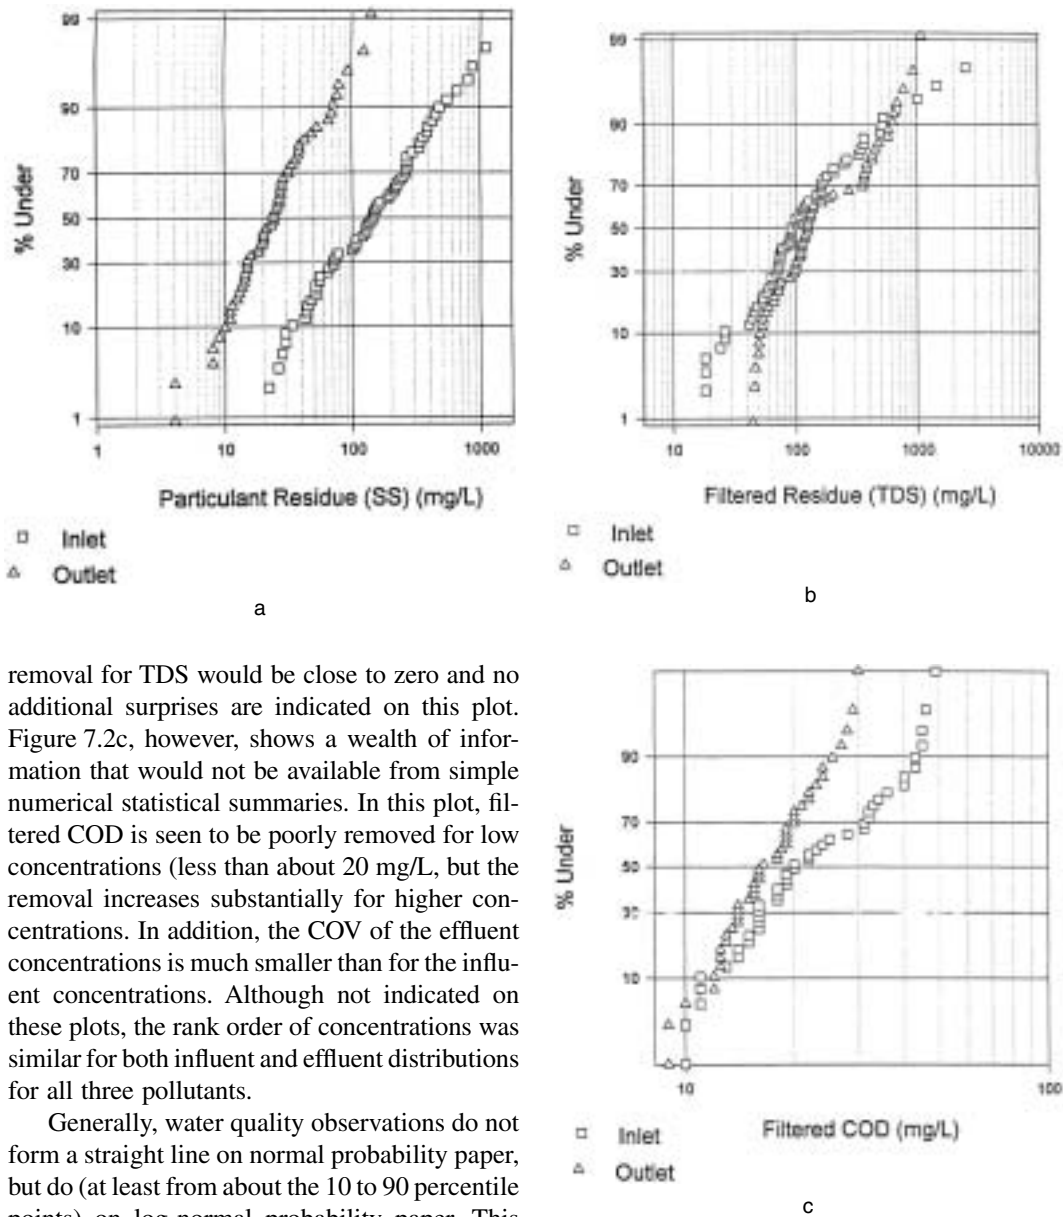 99
90
70
50
30
10
1
% Under
1 10 100 1000
Particulant Residue (SS) (mg/L)
Inlet
Outlet
a
99
90
70
50
30
10
1
% Under
10 100 1000 10000
Filtered Residue (TDS) (mg/L)
Inlet
Outlet
b
removal for TDS would be close to zero and no
additional surprises are indicated on this plot.
Figure 7.2c, however, shows a wealth of infor-
mation that would not be available from simple
numerical statistical summaries. In this plot, fil-
tered COD is seen to be poorly removed for low
concentrations (less than about 20 mg/L, but the
removal increases substantially for higher con-
centrations. In addition, the COV of the effluent
concentrations is much smaller than for the influ-
ent concentrations. Although not indicated on
these plots, the rank order of concentrations was
similar for both influent and effluent distributions
for all three pollutants.
Generally, water quality observations do not
form a straight line on normal probability paper,
but do (at least from about the 10 to 90 percentile
points) on log-normal probability paper. This
90
70
50
30
10
% Under
10 100
Filtered COD (mg/L)
Inlet
Outlet
c